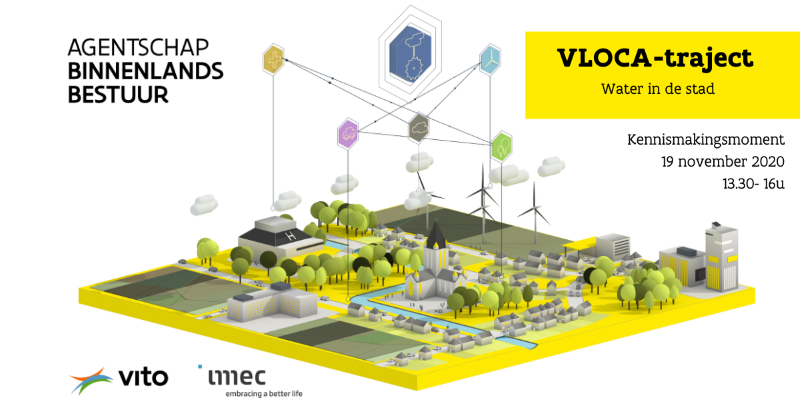 AGENTSCHAP
BINNENLANDS
BESTUUR
VLOCA-traject
Water in de stad
Kennismakingsmoment
19 november 2020
13.30- 16u
H
vito
imec
embracing a better life